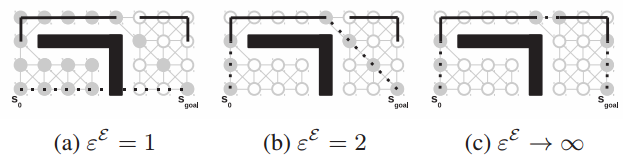 S₀ Sgoal S₀ Sgoal S₀ Sgoal
(a) εᴱ = 1 (b) εᴱ = 2 (c) εᴱ → ∞